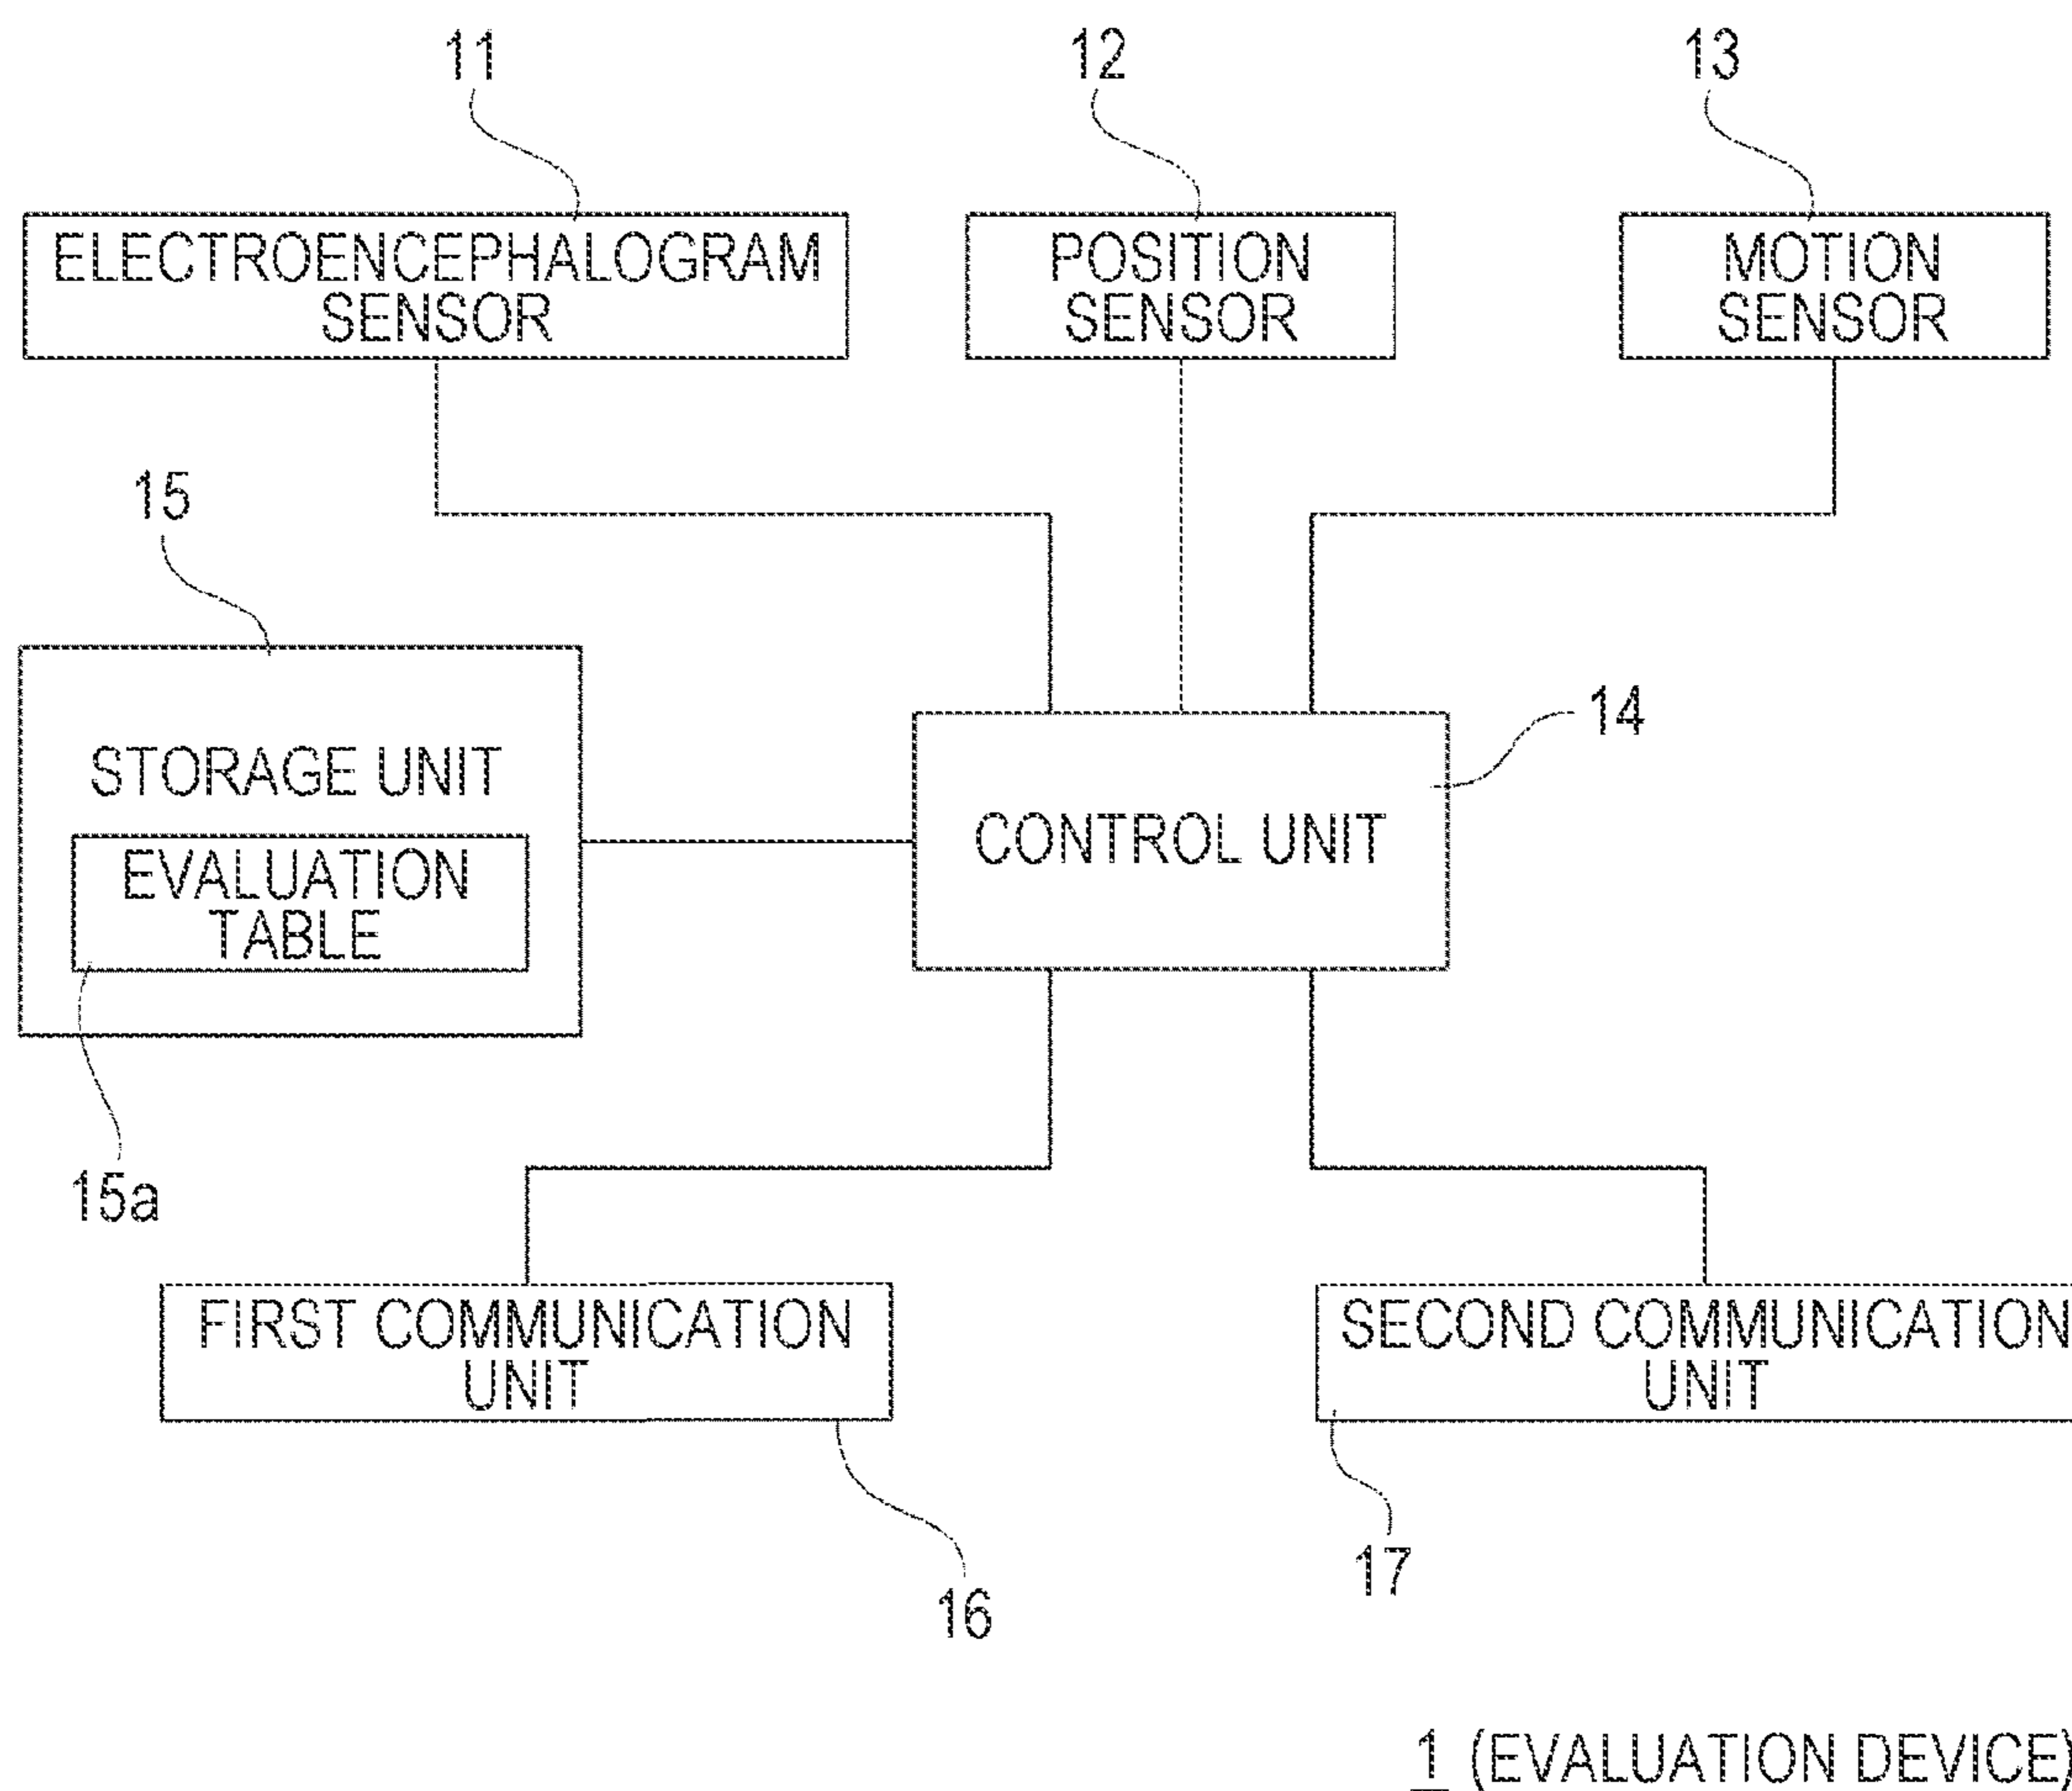 11
12
13
ELECTROENCEPHALOGRAM
SENSOR
POSITION
SENSOR
MOTION
SENSOR
15
14
STORAGE UNIT
CONTROL UNIT
EVALUATION
TABLE
15a
FIRST COMMUNICATION
UNIT
SECOND COMMUNICATION
UNIT
16
17
1 (EVALUATION DEVICE)